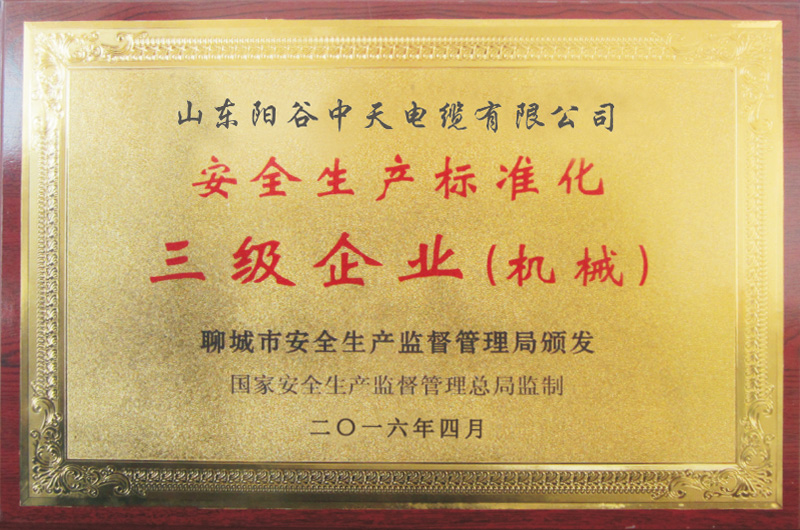 山东阳谷中天电缆有限公司
安全生产标准化
三级企业(机械)
聊城市安全生产监督管理局颁发
国家安全生产监督管理总局监制
二〇一六年四月